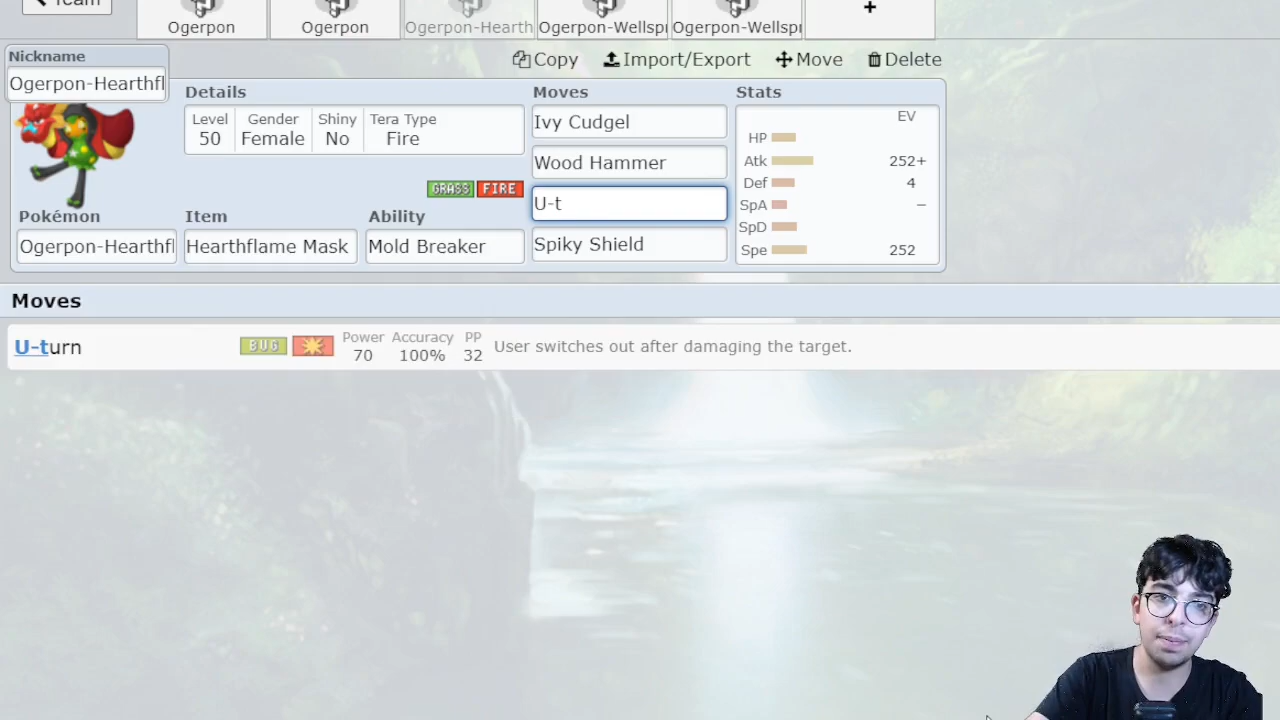 Team
Ogerpon
Ogerpon
Ogerpon-Hearth
Ogerpon-Wellspr
Ogerpon-Wellspr
+
Nickname
Ogerpon-Hearthfl
Copy
Import/Export
Move
Delete
Details
Level
50
Gender
Female
Shiny
No
Tera Type
Fire
GRASS FIRE
Pokémon
Ogerpon-Hearthfl
Item
Hearthflame Mask
Ability
Mold Breaker
Moves
Ivy Cudgel
Wood Hammer
U-t
Spiky Shield
Stats
EV
HP
Atk 252+
Def 4
SpA –
SpD
Spe 252
Moves
U-turn
BUG
Power
70
Accuracy
100%
PP
32
User switches out after damaging the target.